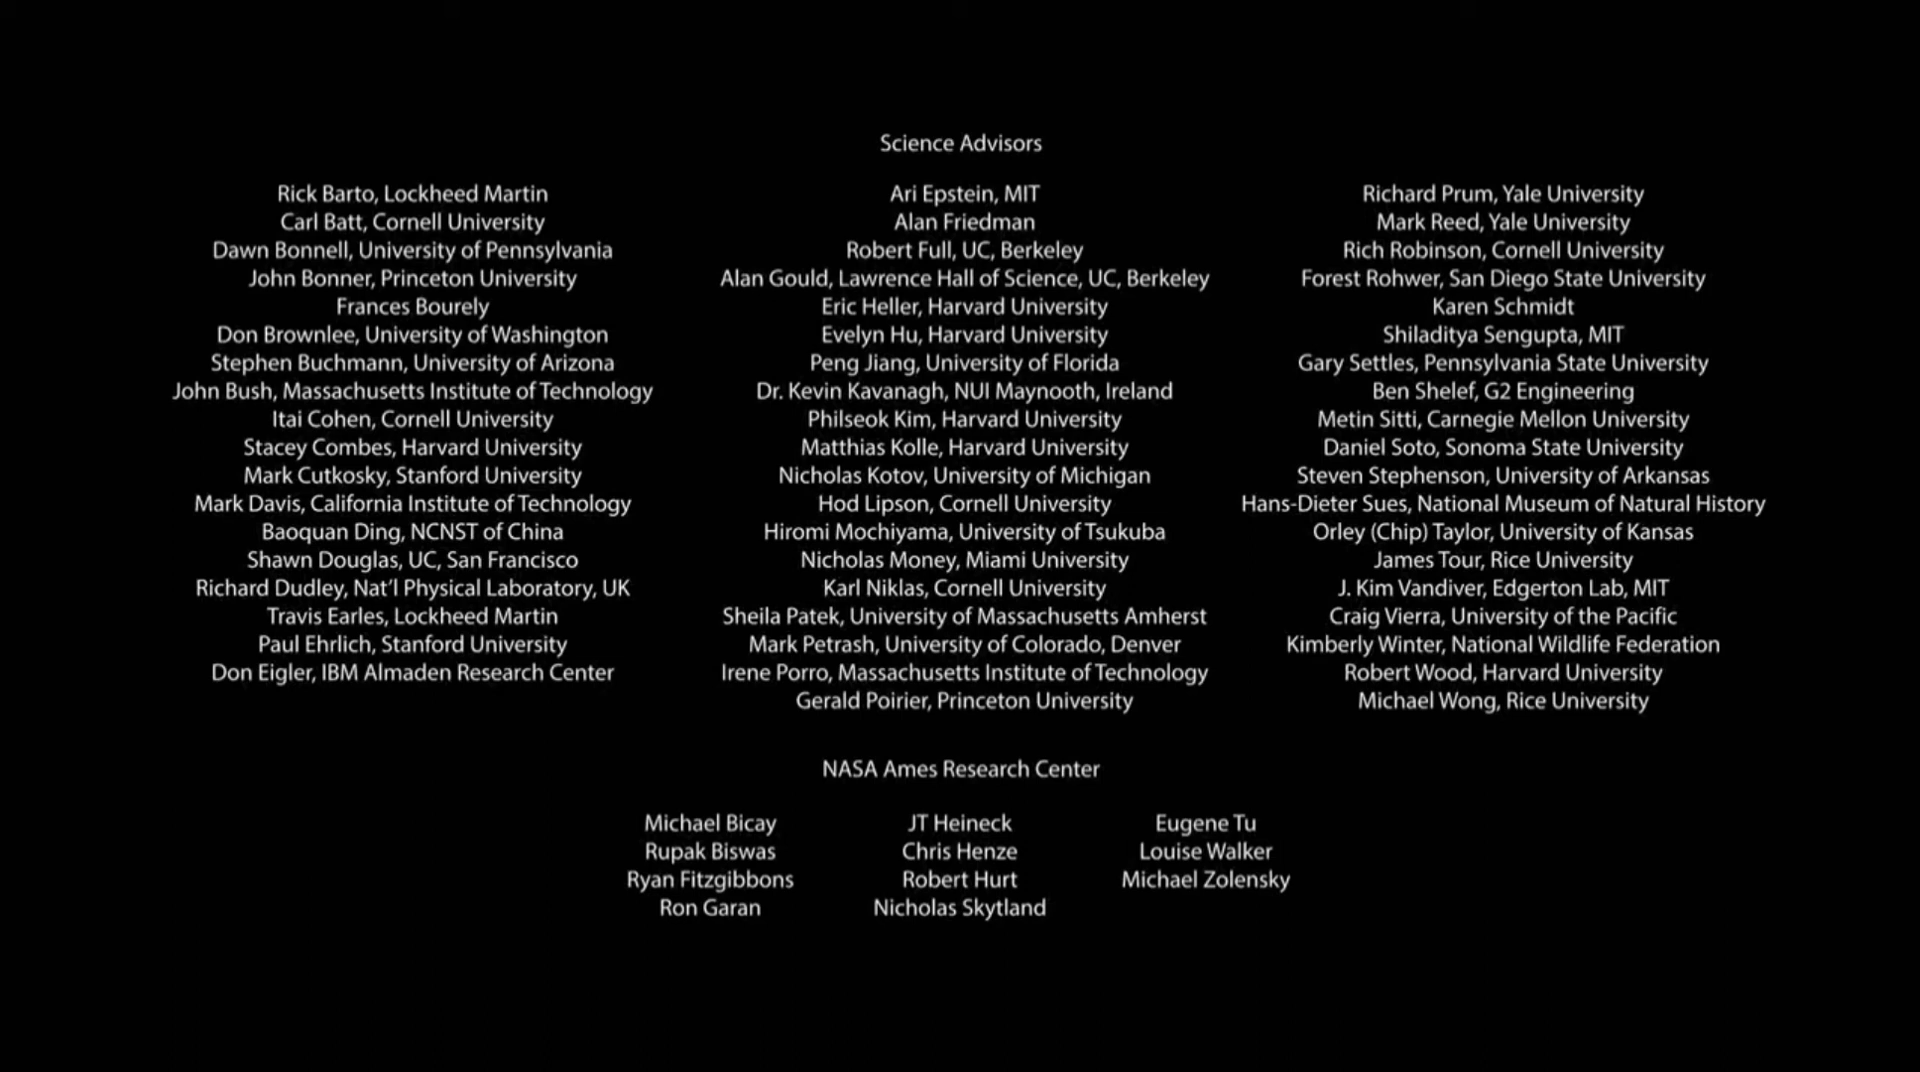 Science Advisors
Rick Barto, Lockheed Martin
Carl Batt, Cornell University
Dawn Bonnell, University of Pennsylvania
John Bonner, Princeton University
Frances Bourely
Don Brownlee, University of Washington
Stephen Buchmann, University of Arizona
John Bush, Massachusetts Institute of Technology
Itai Cohen, Cornell University
Stacey Combes, Harvard University
Mark Cutkosky, Stanford University
Mark Davis, California Institute of Technology
Baoquan Ding, NCNST of China
Shawn Douglas, UC, San Francisco
Richard Dudley, Nat’l Physical Laboratory, UK
Travis Earles, Lockheed Martin
Paul Ehrlich, Stanford University
Don Eigler, IBM Almaden Research Center
Ari Epstein, MIT
Alan Friedman
Robert Full, UC, Berkeley
Alan Gould, Lawrence Hall of Science, UC, Berkeley
Eric Heller, Harvard University
Evelyn Hu, Harvard University
Peng Jiang, University of Florida
Dr. Kevin Kavanagh, NUI Maynooth, Ireland
Philseok Kim, Harvard University
Matthias Kolle, Harvard University
Nicholas Kotov, University of Michigan
Hod Lipson, Cornell University
Hiromi Mochiyama, University of Tsukuba
Nicholas Money, Miami University
Karl Niklas, Cornell University
Sheila Patek, University of Massachusetts Amherst
Mark Petrash, University of Colorado, Denver
Irene Porro, Massachusetts Institute of Technology
Gerald Poirier, Princeton University
Richard Prum, Yale University
Mark Reed, Yale University
Rich Robinson, Cornell University
Forest Rohwer, San Diego State University
Karen Schmidt
Shiladitya Sengupta, MIT
Gary Settles, Pennsylvania State University
Ben Shelef, G2 Engineering
Metin Sitti, Carnegie Mellon University
Daniel Soto, Sonoma State University
Steven Stephenson, University of Arkansas
Hans-Dieter Sues, National Museum of Natural History
Orley (Chip) Taylor, University of Kansas
James Tour, Rice University
J. Kim Vandiver, Edgerton Lab, MIT
Craig Vierra, University of the Pacific
Kimberly Winter, National Wildlife Federation
Robert Wood, Harvard University
Michael Wong, Rice University
NASA Ames Research Center
Michael Bicay
Rupak Biswas
Ryan Fitzgibbons
Ron Garan
JT Heineck
Chris Henze
Robert Hurt
Nicholas Skytland
Eugene Tu
Louise Walker
Michael Zolensky